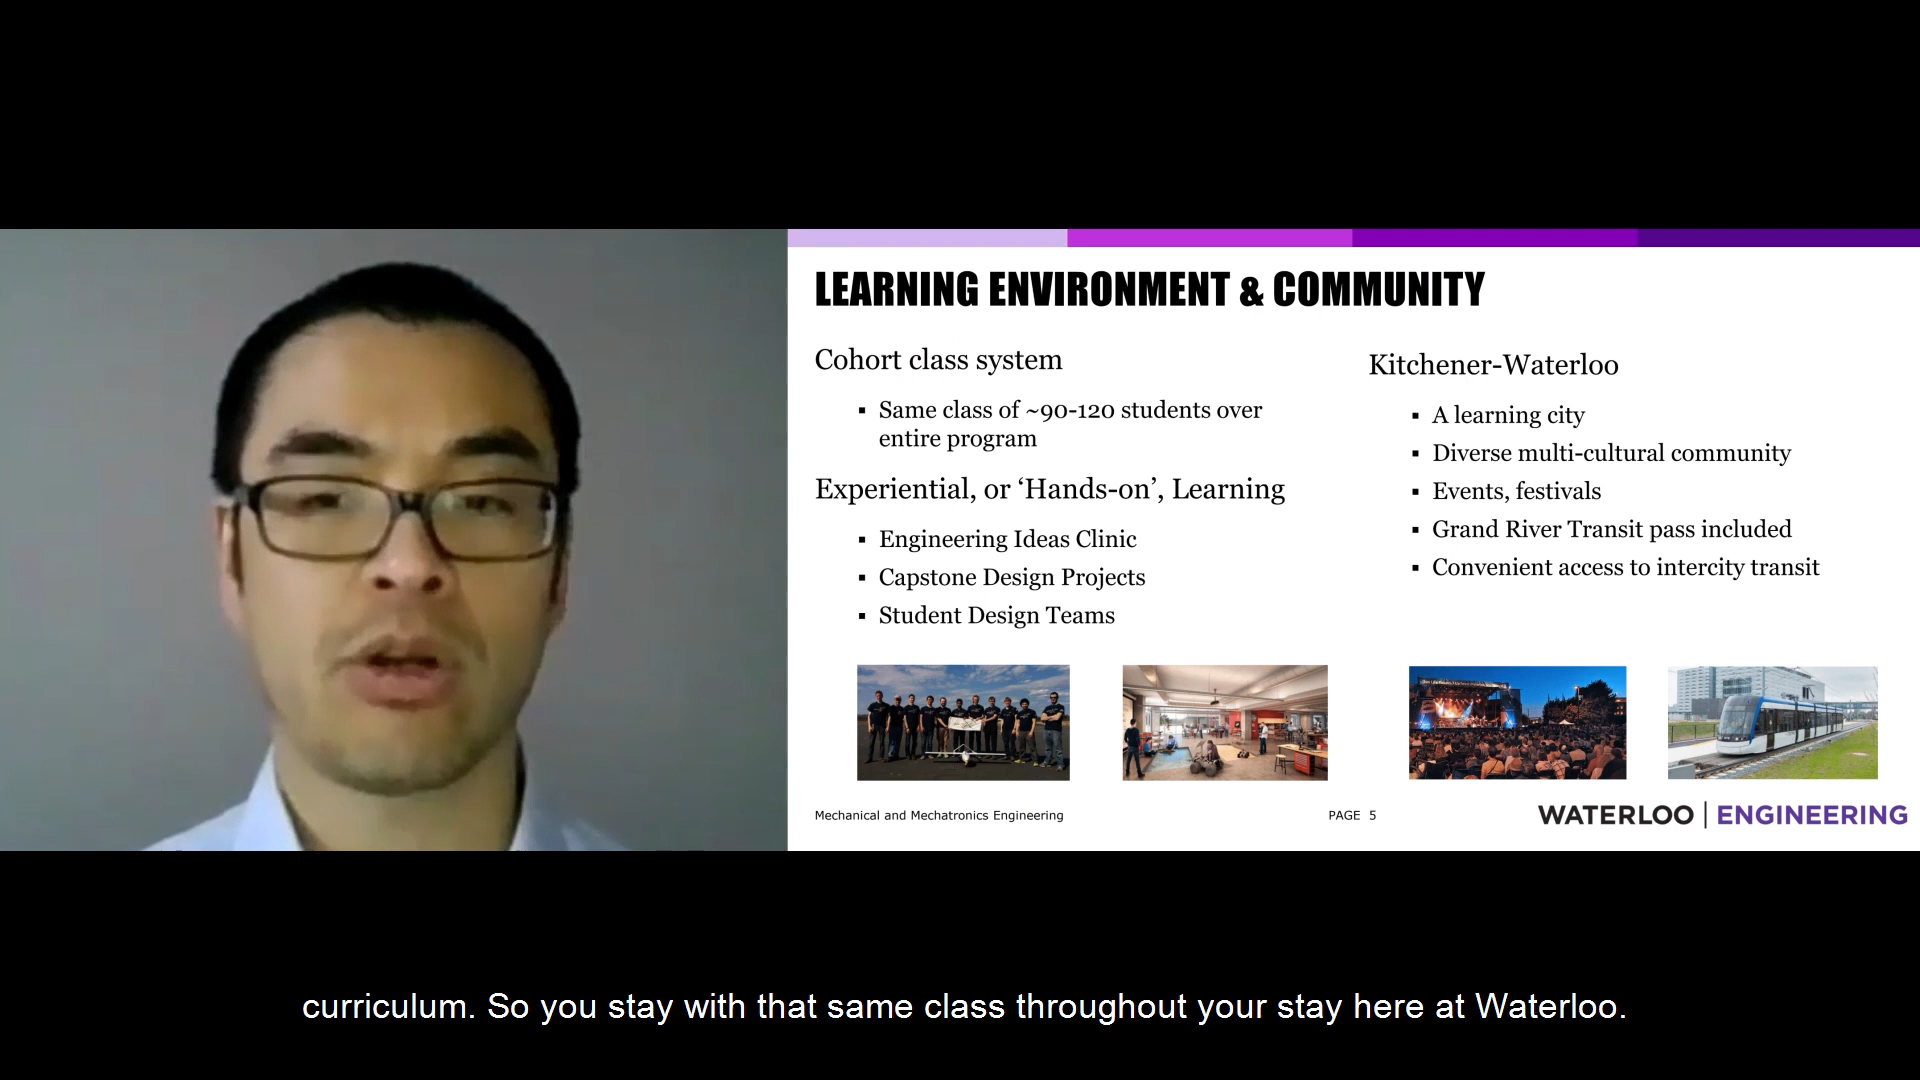 LEARNING ENVIRONMENT & COMMUNITY
Cohort class system
▪ Same class of ~90-120 students over
entire program
Experiential, or ‘Hands-on’, Learning
▪ Engineering Ideas Clinic
▪ Capstone Design Projects
▪ Student Design Teams
Kitchener-Waterloo
▪ A learning city
▪ Diverse multi-cultural community
▪ Events, festivals
▪ Grand River Transit pass included
▪ Convenient access to intercity transit
Mechanical and Mechatronics Engineering
PAGE 5
WATERLOO | ENGINEERING
curriculum. So you stay with that same class throughout your stay here at Waterloo.